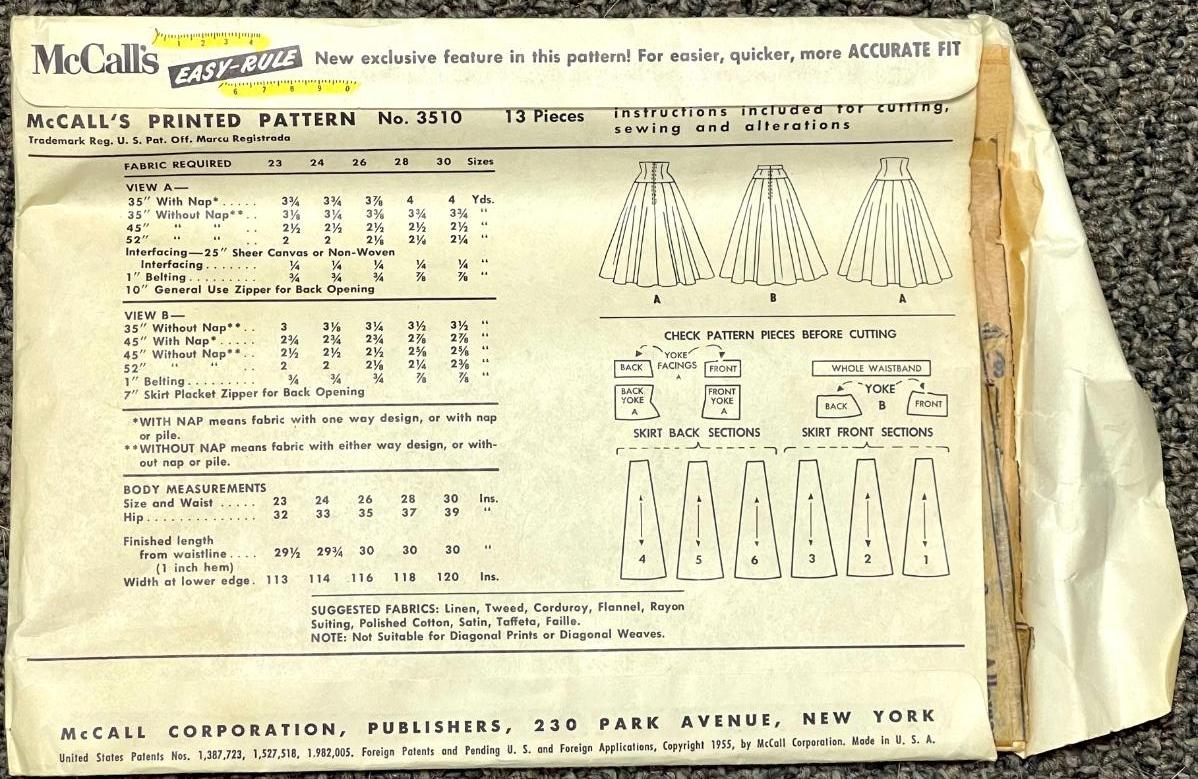 McCall's EASY-RULE New exclusive feature in this pattern! For easier, quicker, more ACCURATE FIT
1 2 3 4
6 7 8 9 0
McCALL'S PRINTED PATTERN No. 3510 13 Pieces instructions included for cutting,
sewing and alterations
Trademark Reg. U. S. Pat. Off. Marca Registrada
FABRIC REQUIRED 23 24 26 28 30 Sizes
VIEW A—
35" With Nap*..... 3¾ 3¾ 3⅞ 4 4 Yds.
35" Without Nap**.. 3⅛ 3¼ 3⅜ 3¾ 3¾ "
45" " " .. 2½ 2½ 2½ 2½ 2½ "
52" " " .. 2 2 2⅛ 2¼ 2¼ "
Interfacing—25" Sheer Canvas or Non-Woven
Interfacing....... ¼ ¼ ¼ ¼ ¼ "
1" Belting......... ¾ ¾ ¾ ⅞ ⅞ "
10" General Use Zipper for Back Opening
VIEW B—
35" Without Nap**.. 3 3⅛ 3¼ 3½ 3½ "
45" With Nap*..... 2¾ 2¾ 2¾ 2⅞ 2⅞ "
45" Without Nap**.. 2½ 2½ 2½ 2⅝ 2⅝ "
52" " " .. 2 2 2⅛ 2¼ 2⅜ "
1" Belting......... ¾ ¾ ¾ ⅞ ⅞ "
7" Skirt Placket Zipper for Back Opening
*WITH NAP means fabric with one way design, or with nap
or pile.
**WITHOUT NAP means fabric with either way design, or with-
out nap or pile.
BODY MEASUREMENTS
Size and Waist ..... 23 24 26 28 30 Ins.
Hip.............. 32 33 35 37 39 "
Finished length
from waistline.... 29½ 29¾ 30 30 30 "
(1 inch hem)
Width at lower edge. 113 114 116 118 120 Ins.
A B A
CHECK PATTERN PIECES BEFORE CUTTING
BACK YOKE FACINGS A FRONT
WHOLE WAISTBAND
BACK YOKE A FRONT YOKE A
BACK YOKE B FRONT
SKIRT BACK SECTIONS SKIRT FRONT SECTIONS
4 5 6 3 2 1
SUGGESTED FABRICS: Linen, Tweed, Corduroy, Flannel, Rayon
Suiting, Polished Cotton, Satin, Taffeta, Faille.
NOTE: Not Suitable for Diagonal Prints or Diagonal Weaves.
McCALL CORPORATION, PUBLISHERS, 230 PARK AVENUE, NEW YORK
United States Patents Nos. 1,387,723, 1,527,518, 1,982,005. Foreign Patents and Pending U. S. and Foreign Applications, Copyright 1955, by McCall Corporation. Made in U. S. A.